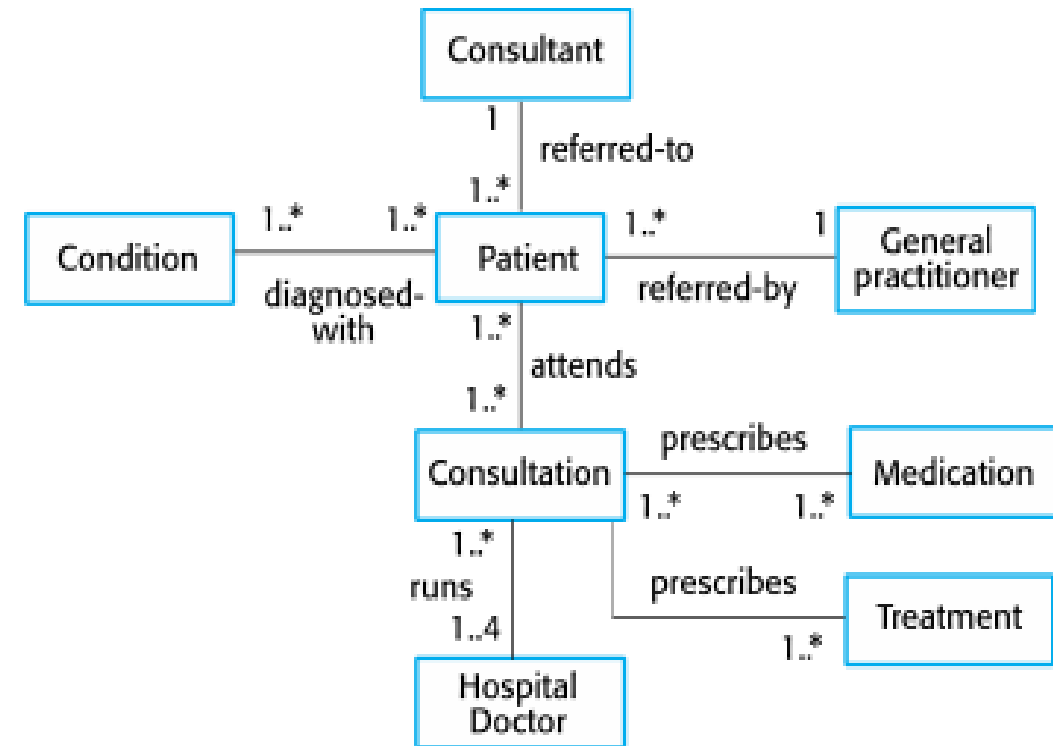 Consultant
1
referred-to
1..*
1..*
1..*
1..*
1
Condition
Patient
General
practitioner
diagnosed-
with
referred-by
1..*
attends
1..*
prescribes
Consultation
Medication
1..*
1..*
1..*
runs
prescribes
1..4
Treatment
1..*
Hospital
Doctor